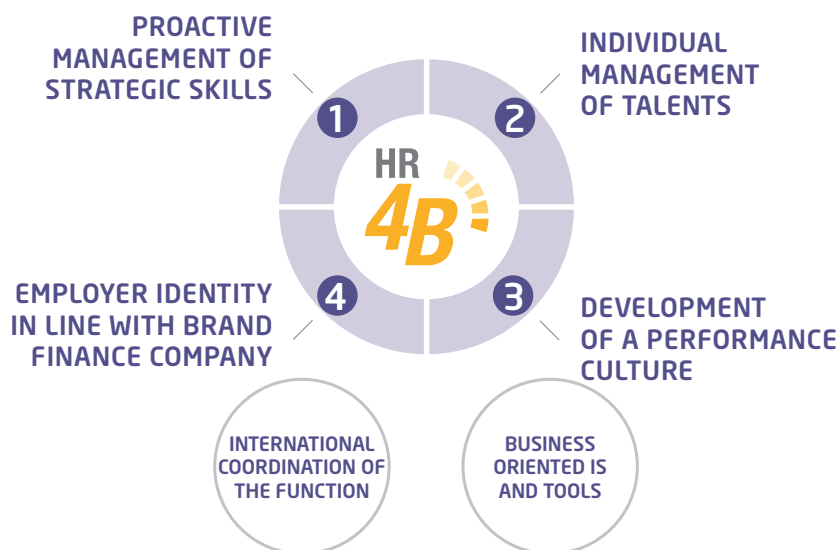 PROACTIVE
MANAGEMENT OF
STRATEGIC SKILLS
1
INDIVIDUAL
MANAGEMENT
OF TALENTS
2
HR
4B
EMPLOYER IDENTITY
IN LINE WITH BRAND
FINANCE COMPANY
4
3
DEVELOPMENT
OF A PERFORMANCE
CULTURE
INTERNATIONAL
COORDINATION OF
THE FUNCTION
BUSINESS
ORIENTED IS
AND TOOLS